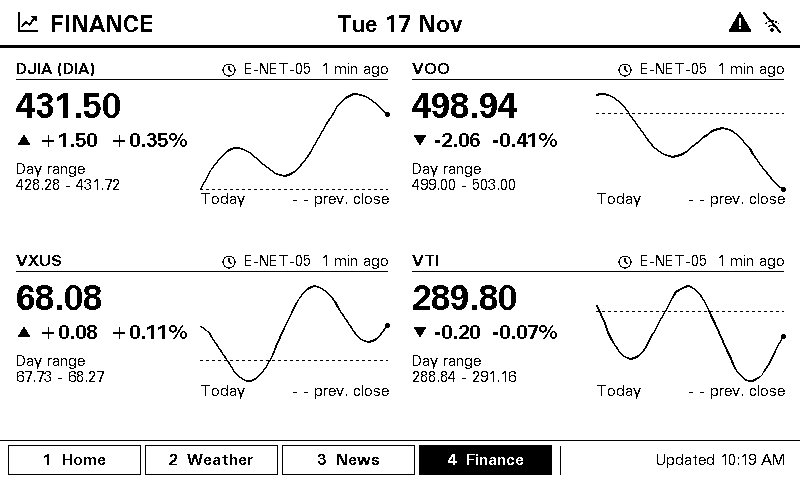 FINANCE
Tue 17 Nov
DJIA (DIA)
E-NET-05 1 min ago
431.50
▲ +1.50 +0.35%
Day range
428.28 - 431.72
Today
- - prev. close
VOO
E-NET-05 1 min ago
498.94
▼ -2.06 -0.41%
Day range
499.00 - 503.00
Today
- - prev. close
VXUS
E-NET-05 1 min ago
68.08
▲ +0.08 +0.11%
Day range
67.73 - 68.27
Today
- - prev. close
VTI
E-NET-05 1 min ago
289.80
▼ -0.20 -0.07%
Day range
288.84 - 291.16
Today
- - prev. close
1 Home
2 Weather
3 News
4 Finance
Updated 10:19 AM